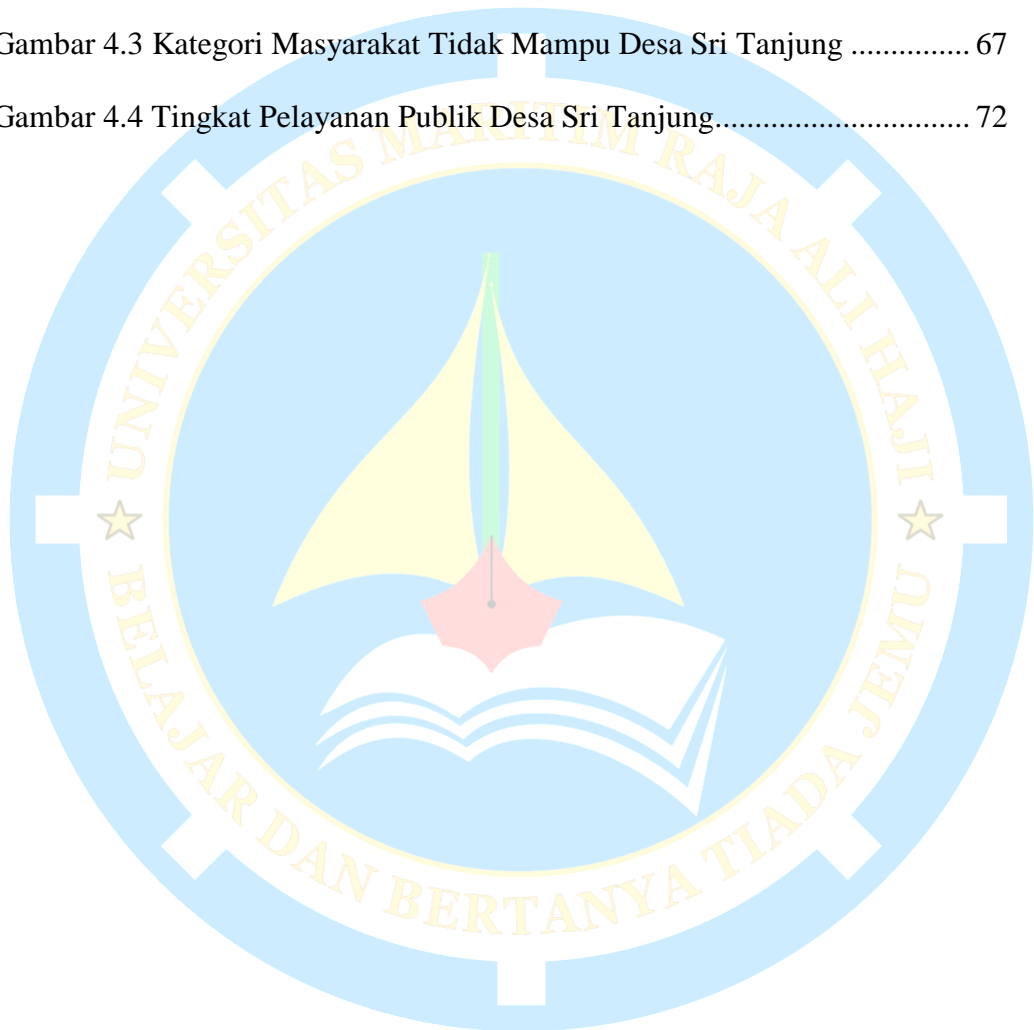 Gambar 4.3 Kategori Masyarakat Tidak Mampu Desa Sri Tanjung .............. 67
Gambar 4.4 Tingkat Pelayanan Publik Desa Sri Tanjung............................. 72
UNIVERSITAS MARITIM RAJA ALI HAJI
BELAJAR DAN BERTANYA TIADA JEMU